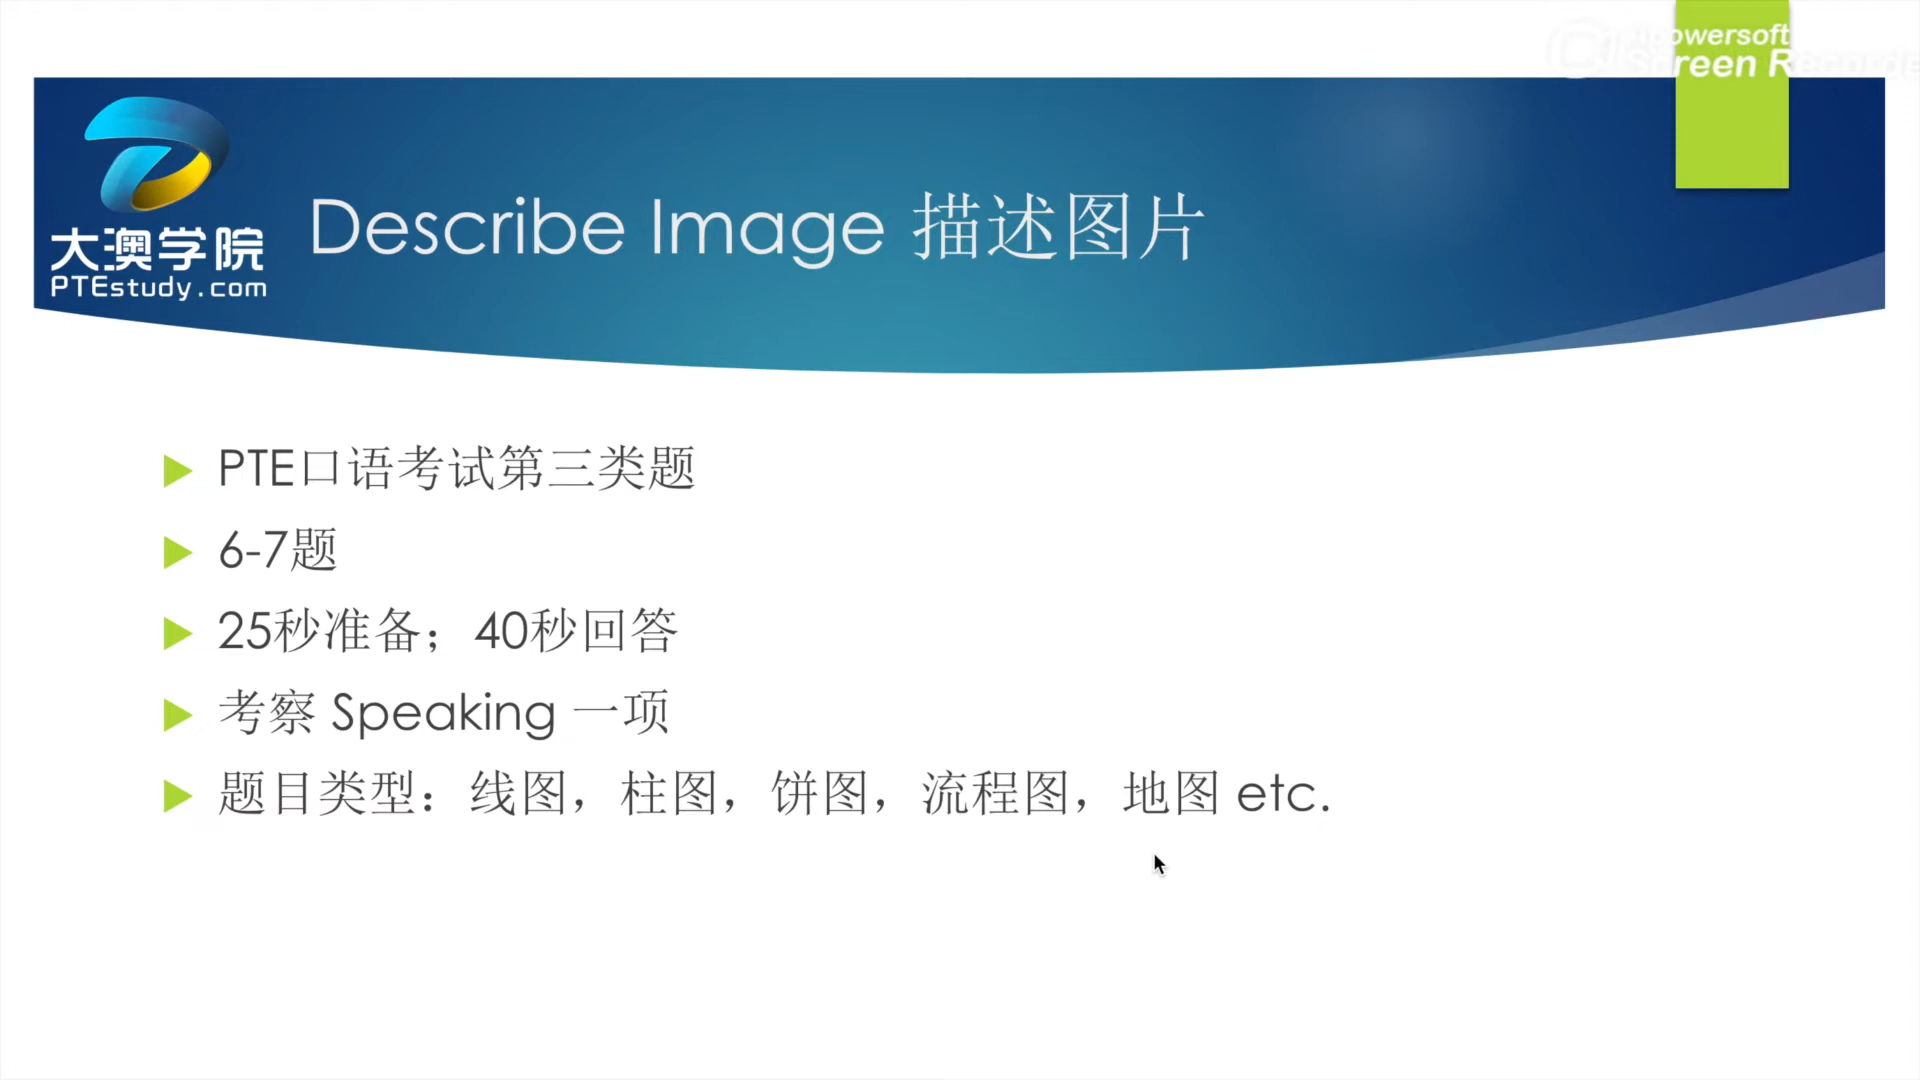 powersoft
Screen Recorder
大澳学院
PTEstudy.com
Describe Image 描述图片
PTE口语考试第三类题
6-7题
25秒准备；40秒回答
考察 Speaking 一项
题目类型：线图，柱图，饼图，流程图，地图 etc.